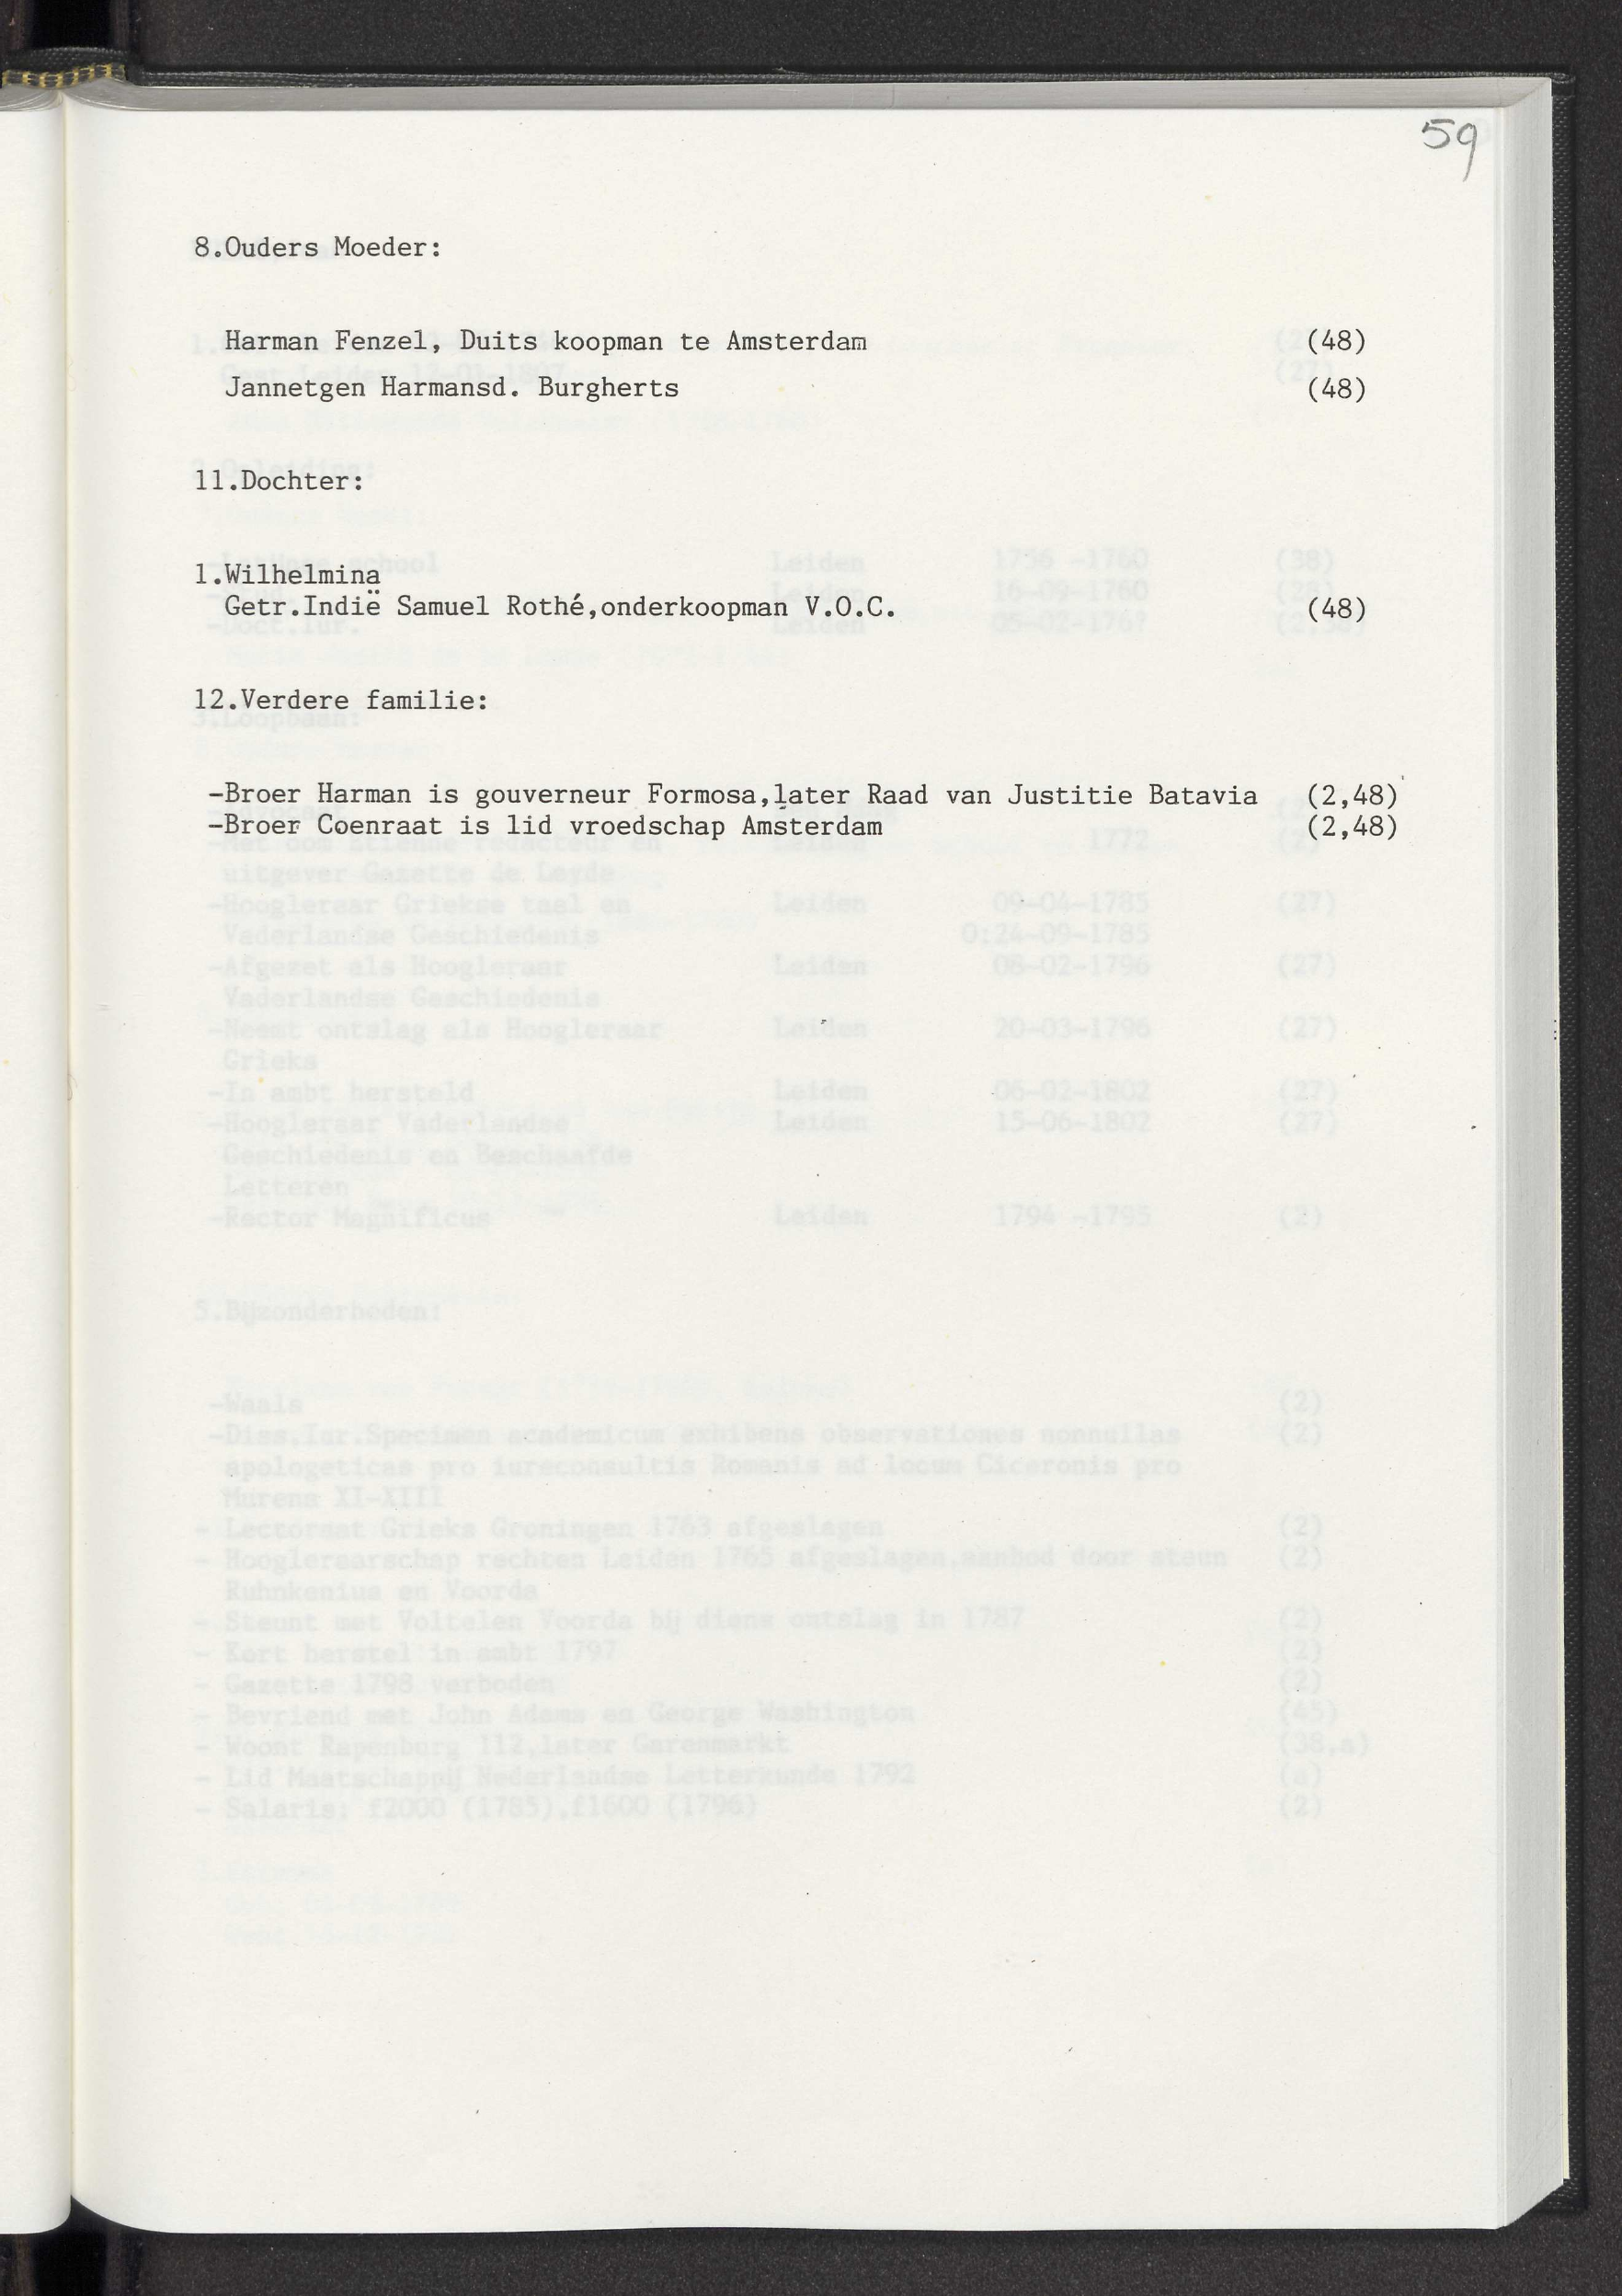 59
8.Ouders Moeder:
Harman Fenzel, Duits koopman te Amsterdam (48)
Jannetgen Harmansd. Burgherts (48)
11.Dochter:
1.Wilhelmina
Getr.Indië Samuel Rothé,onderkoopman V.O.C. (48)
12.Verdere familie:
-Broer Harman is gouverneur Formosa,later Raad van Justitie Batavia (2,48)
-Broer Coenraat is lid vroedschap Amsterdam (2,48)